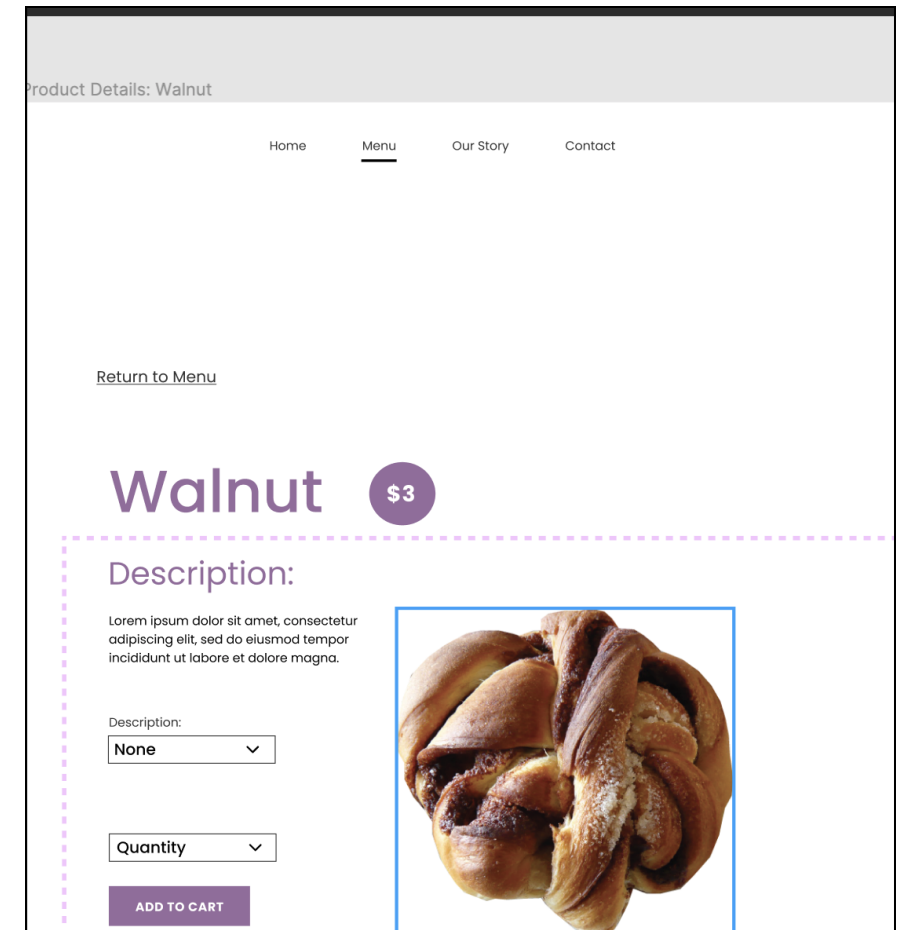 Product Details: Walnut
Home Menu Our Story Contact
Return to Menu
Walnut $3
Description:
Lorem ipsum dolor sit amet, consectetur
adipiscing elit, sed do eiusmod tempor
incididunt ut labore et dolore magna.
Description:
None
Quantity
ADD TO CART